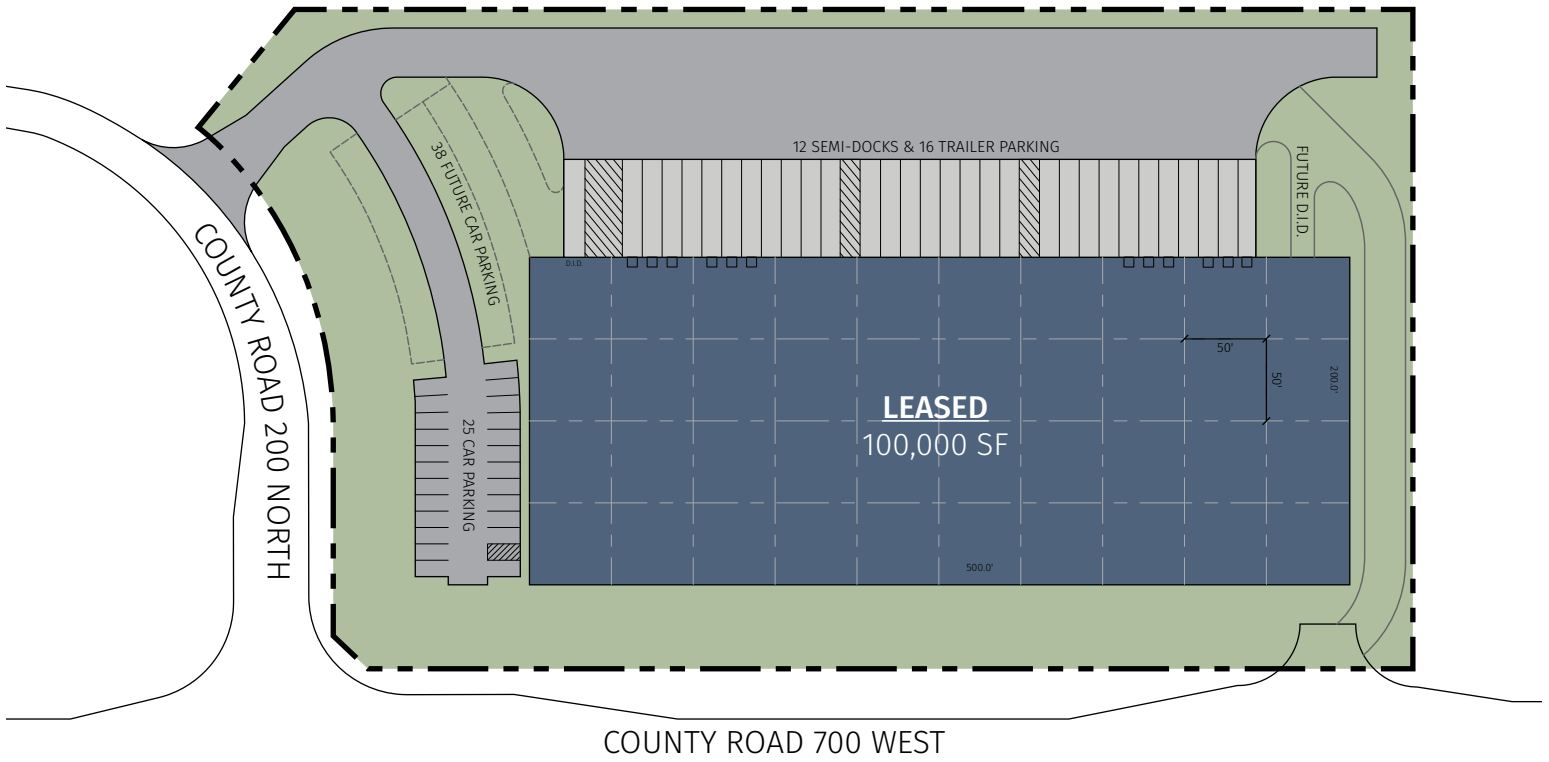 12 SEMI-DOCKS & 16 TRAILER PARKING
38 FUTURE CAR PARKING
FUTURE D.I.D.
COUNTY ROAD 200 NORTH
D.I.D.
50'
50'
200.0'
LEASED
100,000 SF
25 CAR PARKING
500.0'
COUNTY ROAD 700 WEST